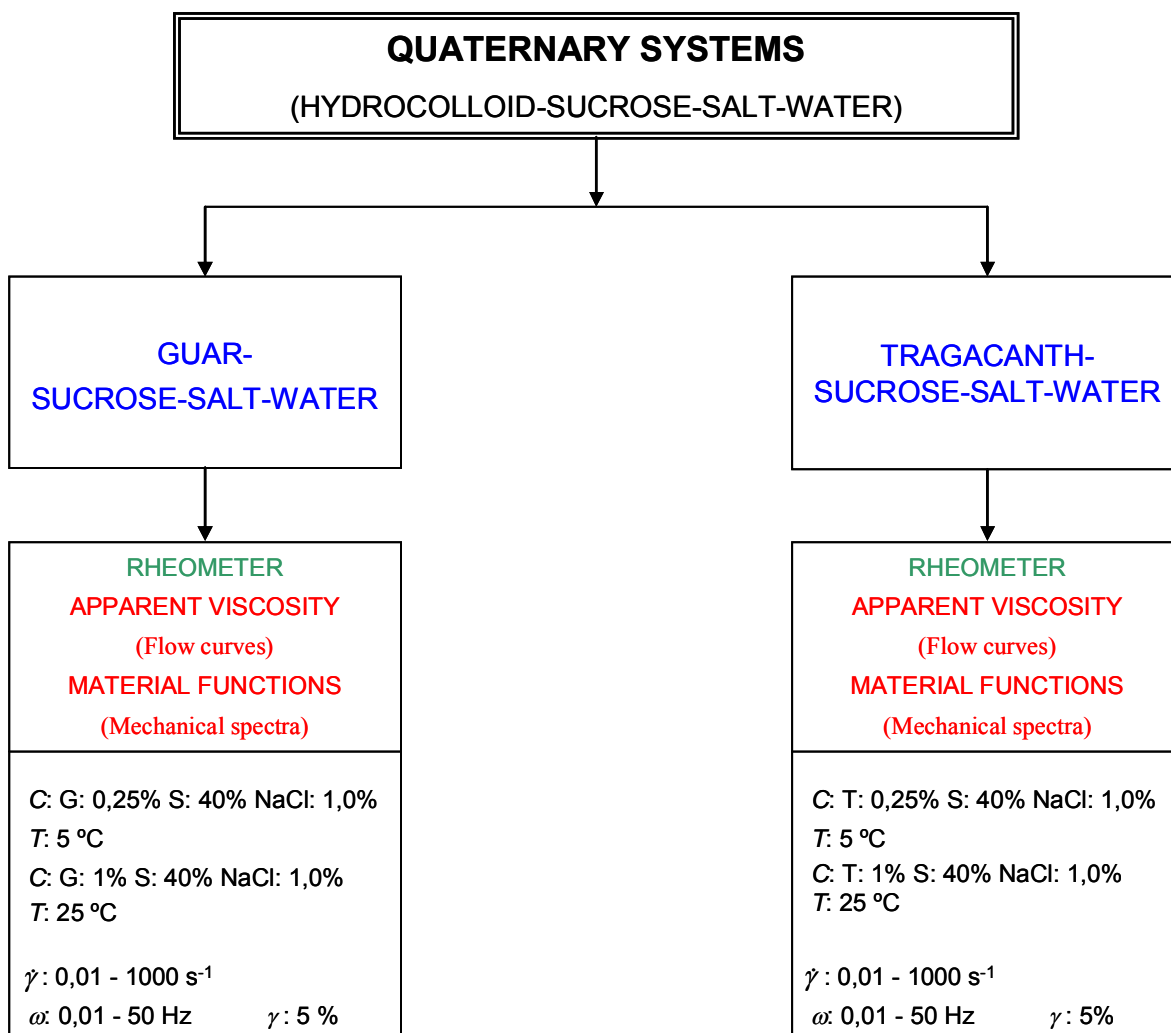 QUATERNARY SYSTEMS
(HYDROCOLLOID-SUCROSE-SALT-WATER)
GUAR-
SUCROSE-SALT-WATER
RHEOMETER
APPARENT VISCOSITY
(Flow curves)
MATERIAL FUNCTIONS
(Mechanical spectra)
C: G: 0,25% S: 40% NaCl: 1,0%
T: 5 ºC
C: G: 1% S: 40% NaCl: 1,0%
T: 25 ºC
γ̇ : 0,01 - 1000 s⁻¹
ω: 0,01 - 50 Hz γ : 5 %
TRAGACANTH-
SUCROSE-SALT-WATER
RHEOMETER
APPARENT VISCOSITY
(Flow curves)
MATERIAL FUNCTIONS
(Mechanical spectra)
C: T: 0,25% S: 40% NaCl: 1,0%
T: 5 ºC
C: T: 1% S: 40% NaCl: 1,0%
T: 25 ºC
γ̇ : 0,01 - 1000 s⁻¹
ω: 0,01 - 50 Hz γ : 5%